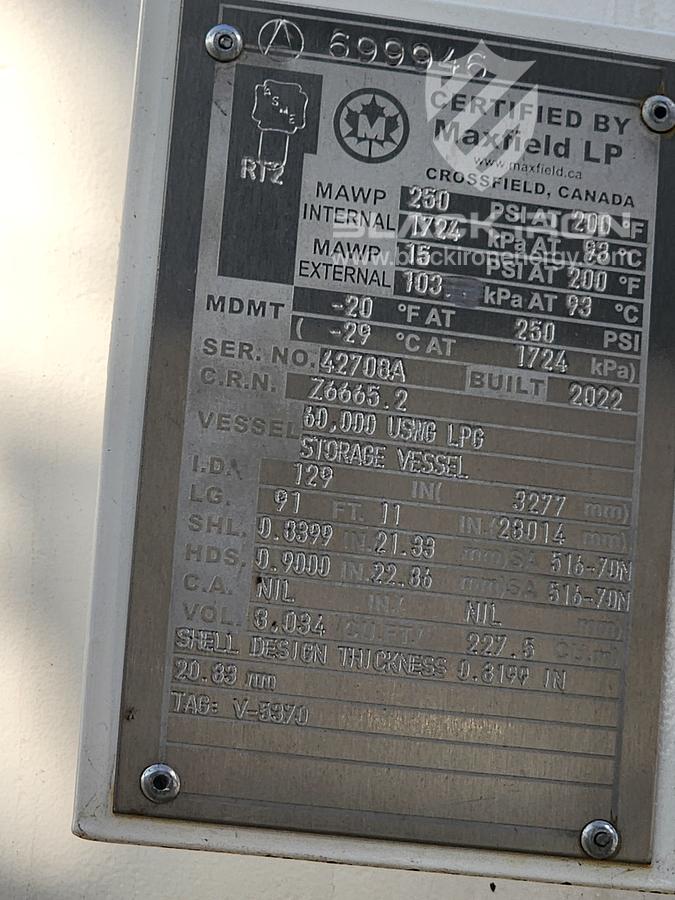 A 699946
ASME
RT2
M
CERTIFIED BY
Maxfield LP
www.maxfield.ca
CROSSFIELD, CANADA
MAWP INTERNAL 250 PSI AT 200 °F
1724 kPa AT 93 °C
MAWP EXTERNAL 15 PSI AT 200 °F
103 kPa AT 93 °C
BLACK IRON
www.blackironenergy.com
MDMT -20 °F AT 250 PSI
( -29 °C AT 1724 kPa)
SER. NO. 42708A BUILT 2022
C.R.N. Z6665.2
VESSEL 60,000 USWG LPG
STORAGE VESSEL
I.D. 129 IN( 3277 mm)
LG. 91 FT. 11 IN.(28014 mm)
SHL. 0.8399 IN. 21.33 mm)SA 516-70N
HDS. 0.9000 IN. 22.86 mm)SA 516-70N
C.A. NIL IN.( NIL mm)
VOL. 8,034 (CU.FT/ 227.5 CU.m)
SHELL DESIGN THICKNESS 0.8199 IN
20.83 mm
TAG: V-5370